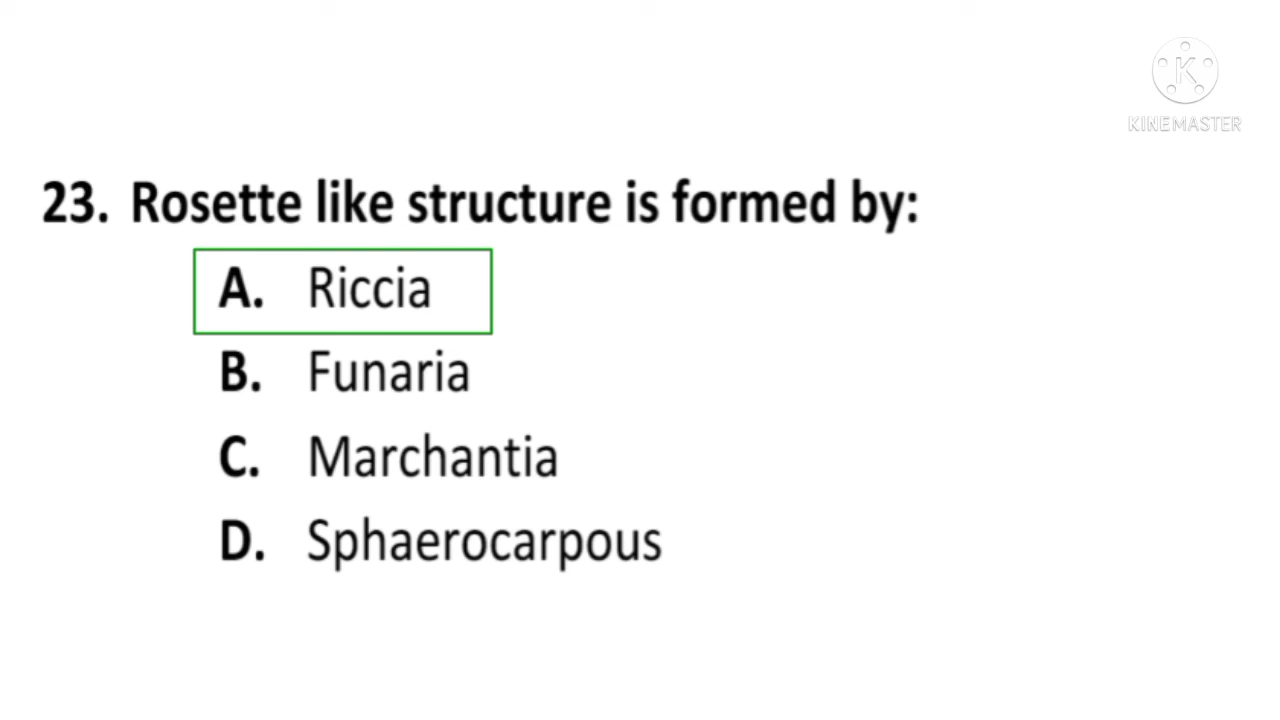 KINEMASTER
23. Rosette like structure is formed by:
A. Riccia
B. Funaria
C. Marchantia
D. Sphaerocarpous